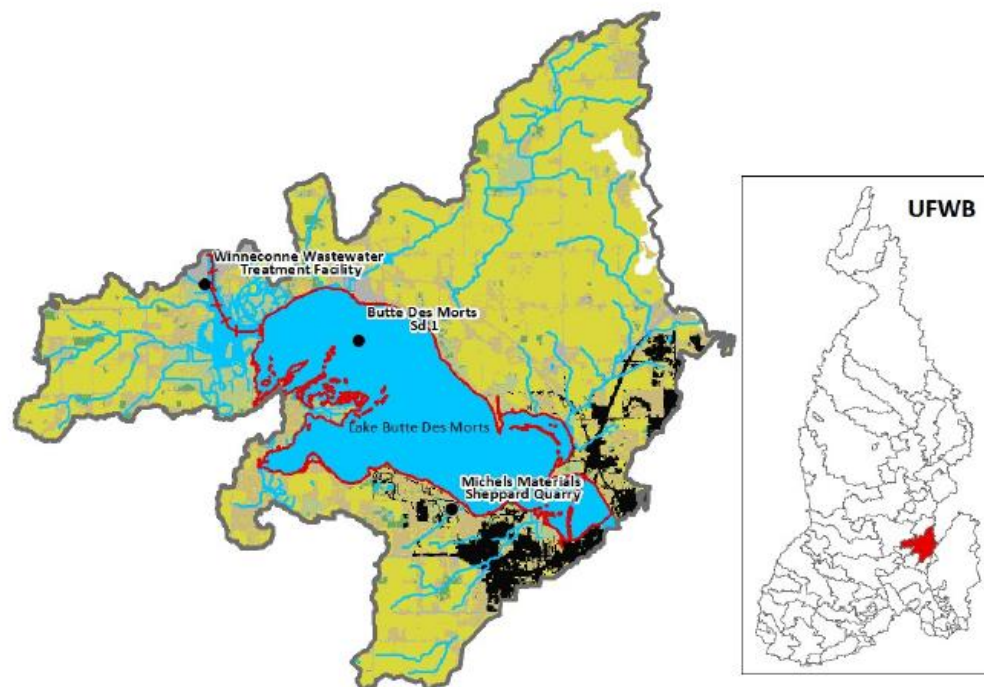 UFWB
Winneconne Wastewater
Treatment Facility
Butte Des Morts
Sd 1
Lake Butte Des Morts
Michels Materials
Sheppard Quarry